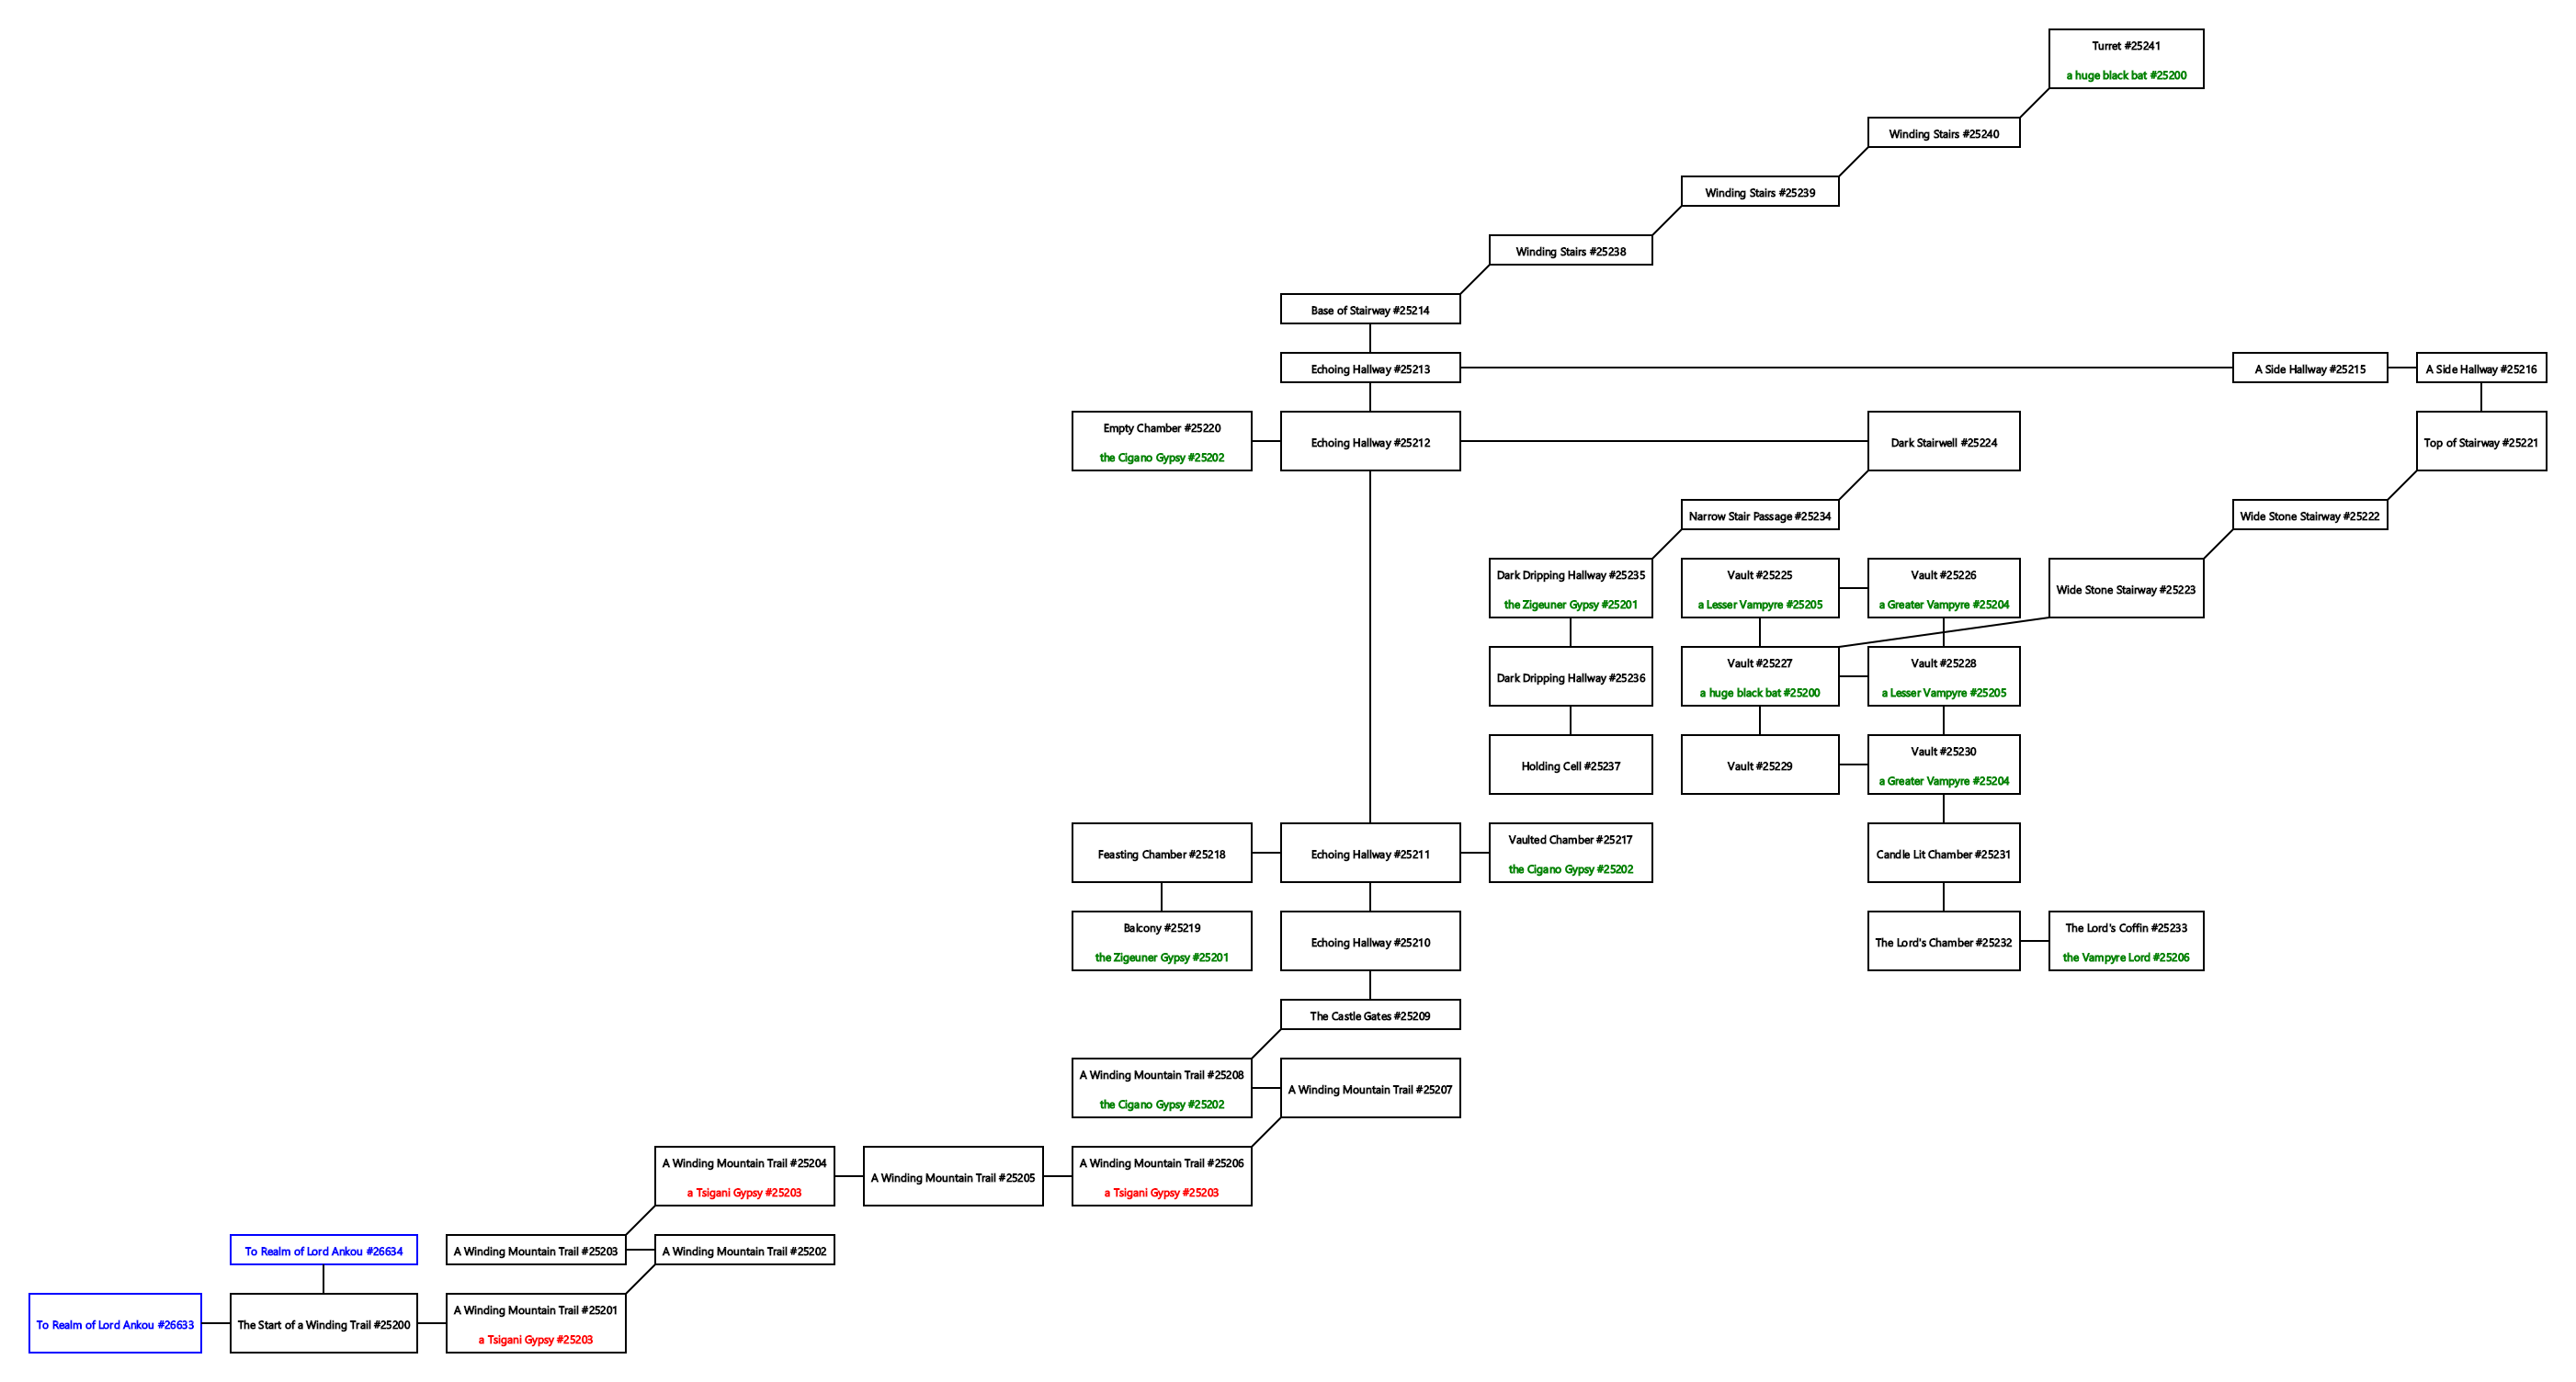 Turret #25241
a huge black bat #25200
Winding Stairs #25240
Winding Stairs #25239
Winding Stairs #25238
Base of Stairway #25214
Echoing Hallway #25213
A Side Hallway #25215
A Side Hallway #25216
Empty Chamber #25220
the Cigano Gypsy #25202
Echoing Hallway #25212
Dark Stairwell #25224
Top of Stairway #25221
Narrow Stair Passage #25234
Wide Stone Stairway #25222
Dark Dripping Hallway #25235
the Zigeuner Gypsy #25201
Vault #25225
a Lesser Vampyre #25205
Vault #25226
a Greater Vampyre #25204
Wide Stone Stairway #25223
Dark Dripping Hallway #25236
Vault #25227
a huge black bat #25200
Vault #25228
a Lesser Vampyre #25205
Holding Cell #25237
Vault #25229
Vault #25230
a Greater Vampyre #25204
Feasting Chamber #25218
Echoing Hallway #25211
Vaulted Chamber #25217
the Cigano Gypsy #25202
Candle Lit Chamber #25231
Balcony #25219
the Zigeuner Gypsy #25201
Echoing Hallway #25210
The Lord's Chamber #25232
The Lord's Coffin #25233
the Vampyre Lord #25206
The Castle Gates #25209
A Winding Mountain Trail #25208
the Cigano Gypsy #25202
A Winding Mountain Trail #25207
A Winding Mountain Trail #25204
a Tsigani Gypsy #25203
A Winding Mountain Trail #25205
A Winding Mountain Trail #25206
a Tsigani Gypsy #25203
To Realm of Lord Ankou #26634
A Winding Mountain Trail #25203
A Winding Mountain Trail #25202
To Realm of Lord Ankou #26633
The Start of a Winding Trail #25200
A Winding Mountain Trail #25201
a Tsigani Gypsy #25203